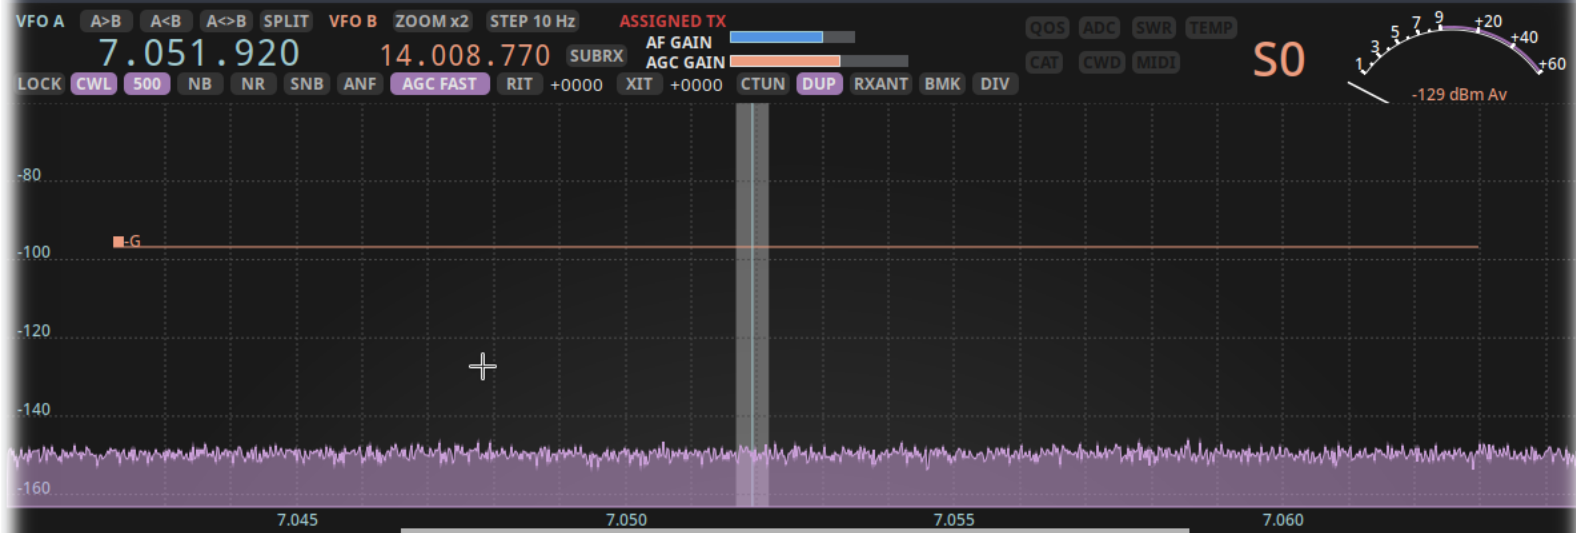 VFO A A>B A<B A<>B SPLIT VFO B ZOOM x2 STEP 10 Hz ASSIGNED TX
7.051.920 14.008.770 SUBRX
AF GAIN
AGC GAIN
QOS ADC SWR TEMP
CAT CWD MIDI
S0
1 3 5 7 9 +20 +40 +60
-129 dBm Av
LOCK CWL 500 NB NR SNB ANF AGC FAST RIT +0000 XIT +0000 CTUN DUP RXANT BMK DIV
-80
-G
-100
-120
-140
-160
7.045 7.050 7.055 7.060